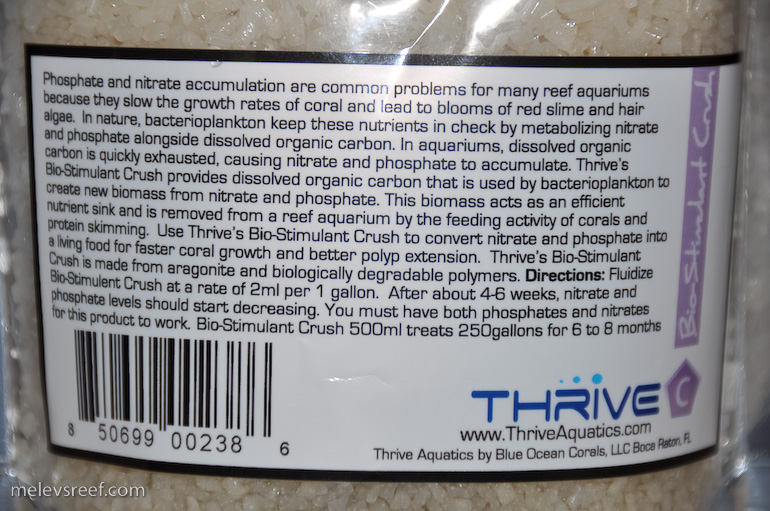 Phosphate and nitrate accumulation are common problems for many reef aquariums
because they slow the growth rates of coral and lead to blooms of red slime and hair
algae. In nature, bacterioplankton keep these nutrients in check by metabolizing nitrate
and phosphate alongside dissolved organic carbon. In aquariums, dissolved organic
carbon is quickly exhausted, causing nitrate and phosphate to accumulate. Thrive's
Bio-Stimulant Crush provides dissolved organic carbon that is used by bacterioplankton to
create new biomass from nitrate and phosphate. This biomass acts as an efficient
nutrient sink and is removed from a reef aquarium by the feeding activity of corals and
protein skimming. Use Thrive's Bio-Stimulant Crush to convert nitrate and phosphate into
a living food for faster coral growth and better polyp extension. Thrive's Bio-Stimulant
Crush is made from aragonite and biologically degradable polymers. Directions: Fluidize
Bio-Stimulant Crush at a rate of 2ml per 1 gallon. After about 4-6 weeks, nitrate and
phosphate levels should start decreasing. You must have both phosphates and nitrates
for this product to work. Bio-Stimulant Crush 500ml treats 250gallons for 6 to 8 months
Bio-Stimulant Crush
8 50699 00238 6
THRIVE C
www.ThriveAquatics.com
Thrive Aquatics by Blue Ocean Corals, LLC Boca Raton, FL
melevsreef.com